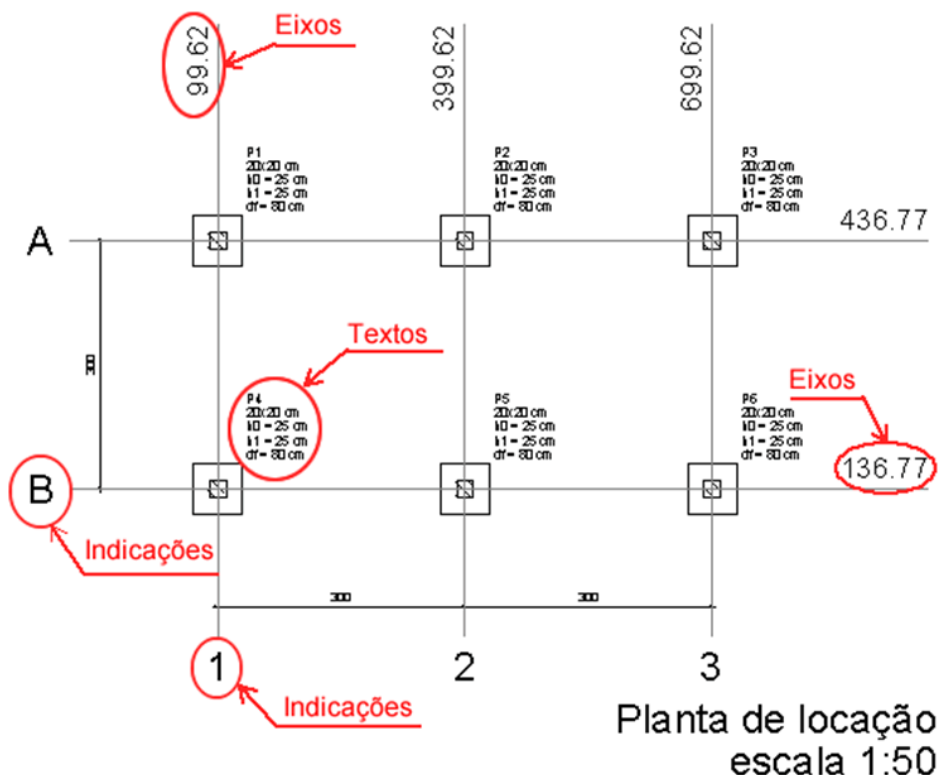 Eixos
99.62
399.62
699.62
P1
20x20 cm
h0 = 25 cm
h1 = 25 cm
df = 80 cm
P2
20x20 cm
h0 = 25 cm
h1 = 25 cm
df = 80 cm
P3
20x20 cm
h0 = 25 cm
h1 = 25 cm
df = 80 cm
A
436.77
300
Textos
Eixos
P4
20x20 cm
h0 = 25 cm
h1 = 25 cm
df = 80 cm
P5
20x20 cm
h0 = 25 cm
h1 = 25 cm
df = 80 cm
P6
20x20 cm
h0 = 25 cm
h1 = 25 cm
df = 80 cm
B
136.77
Indicações
300
300
1
2
3
Indicações
Planta de locação
escala 1:50